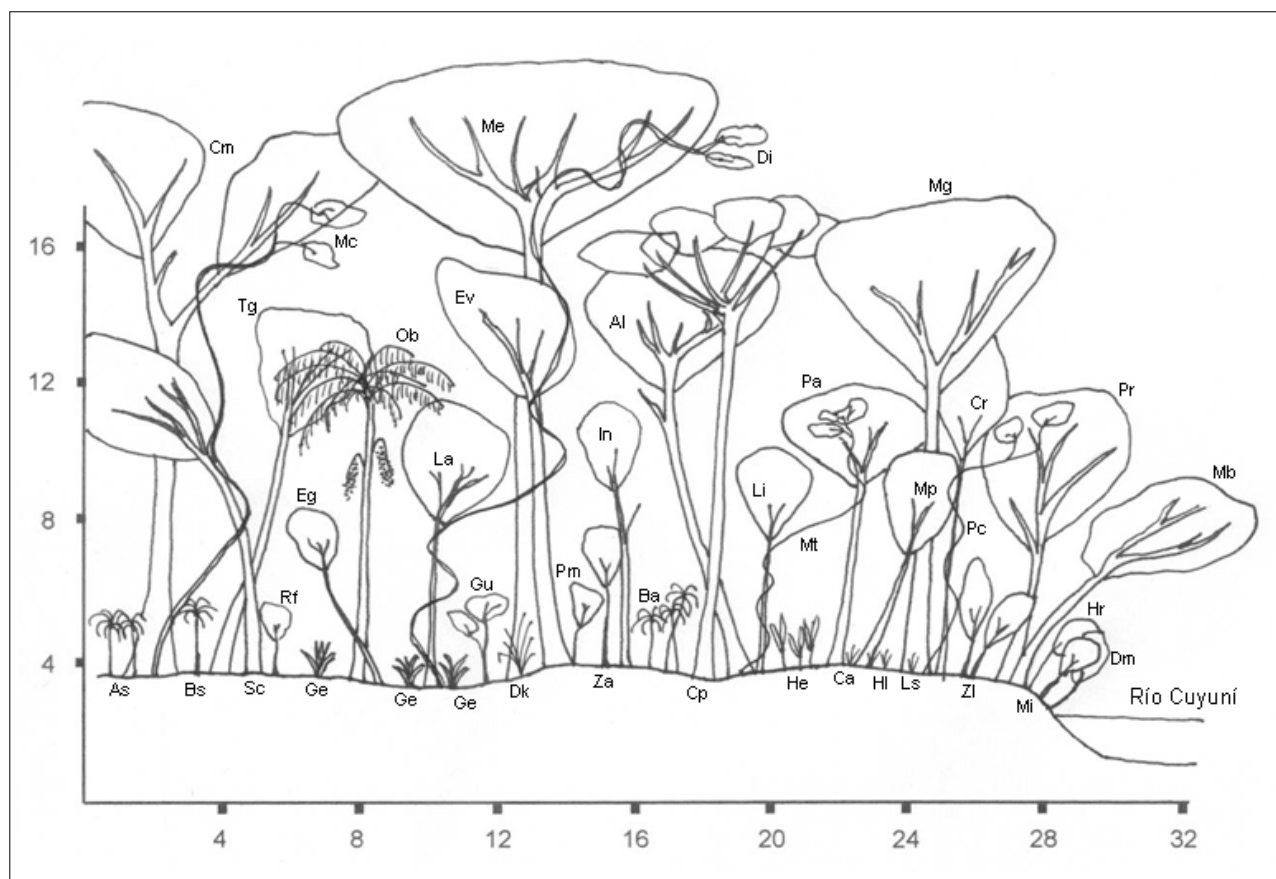 Cm
Me
Di
Mc
Mg
16
Tg
Ev
Al
Ob
12
Pa
Cr
Pr
In
La
Li
Mp
Mb
Eg
8
Mt
Pc
Rf
Gu
Pm
Ba
Hr
4
Dm
As
Bs
Sc
Ge
Ge
Ge
Dk
Za
Cp
He
Ca
Hl
Ls
Zl
Mi
Río Cuyuní
4
8
12
16
20
24
28
32